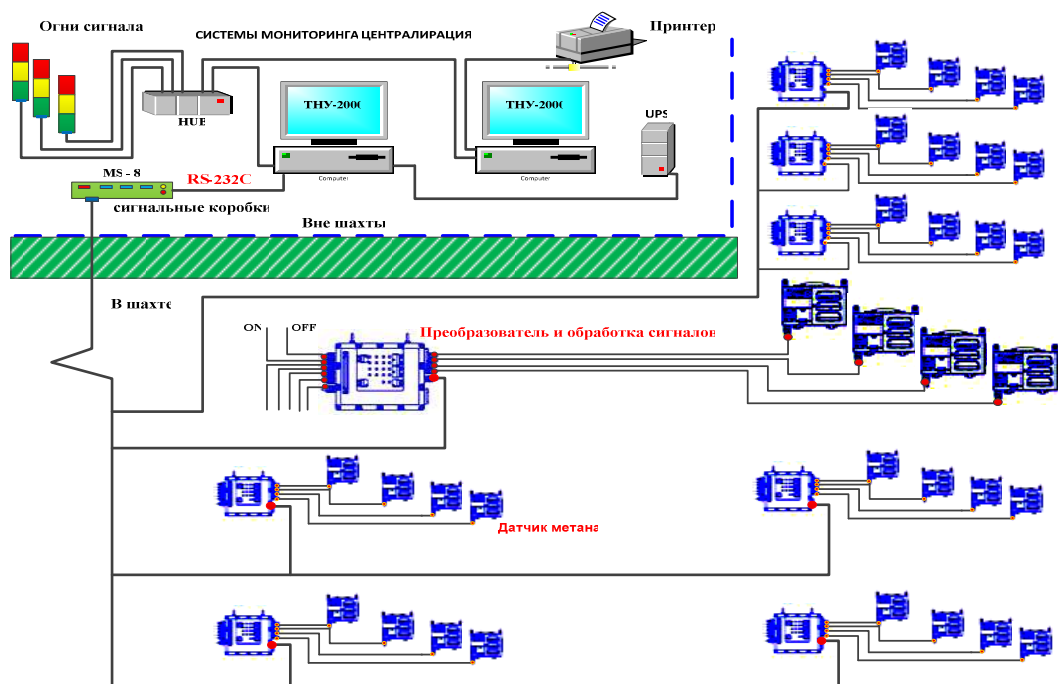 Огни сигнала
СИСТЕМЫ МОНИТОРИНГА ЦЕНТРАЛИРАЦИЯ
Принтер
ТНУ-2000
ТНУ-2000
UPS
HUB
MS - 8
RS-232C
Computer
Computer
сигнальные коробки
Вне шахты
В шахте
ON
OFF
Преобразователь и обработка сигналов
Датчик метана